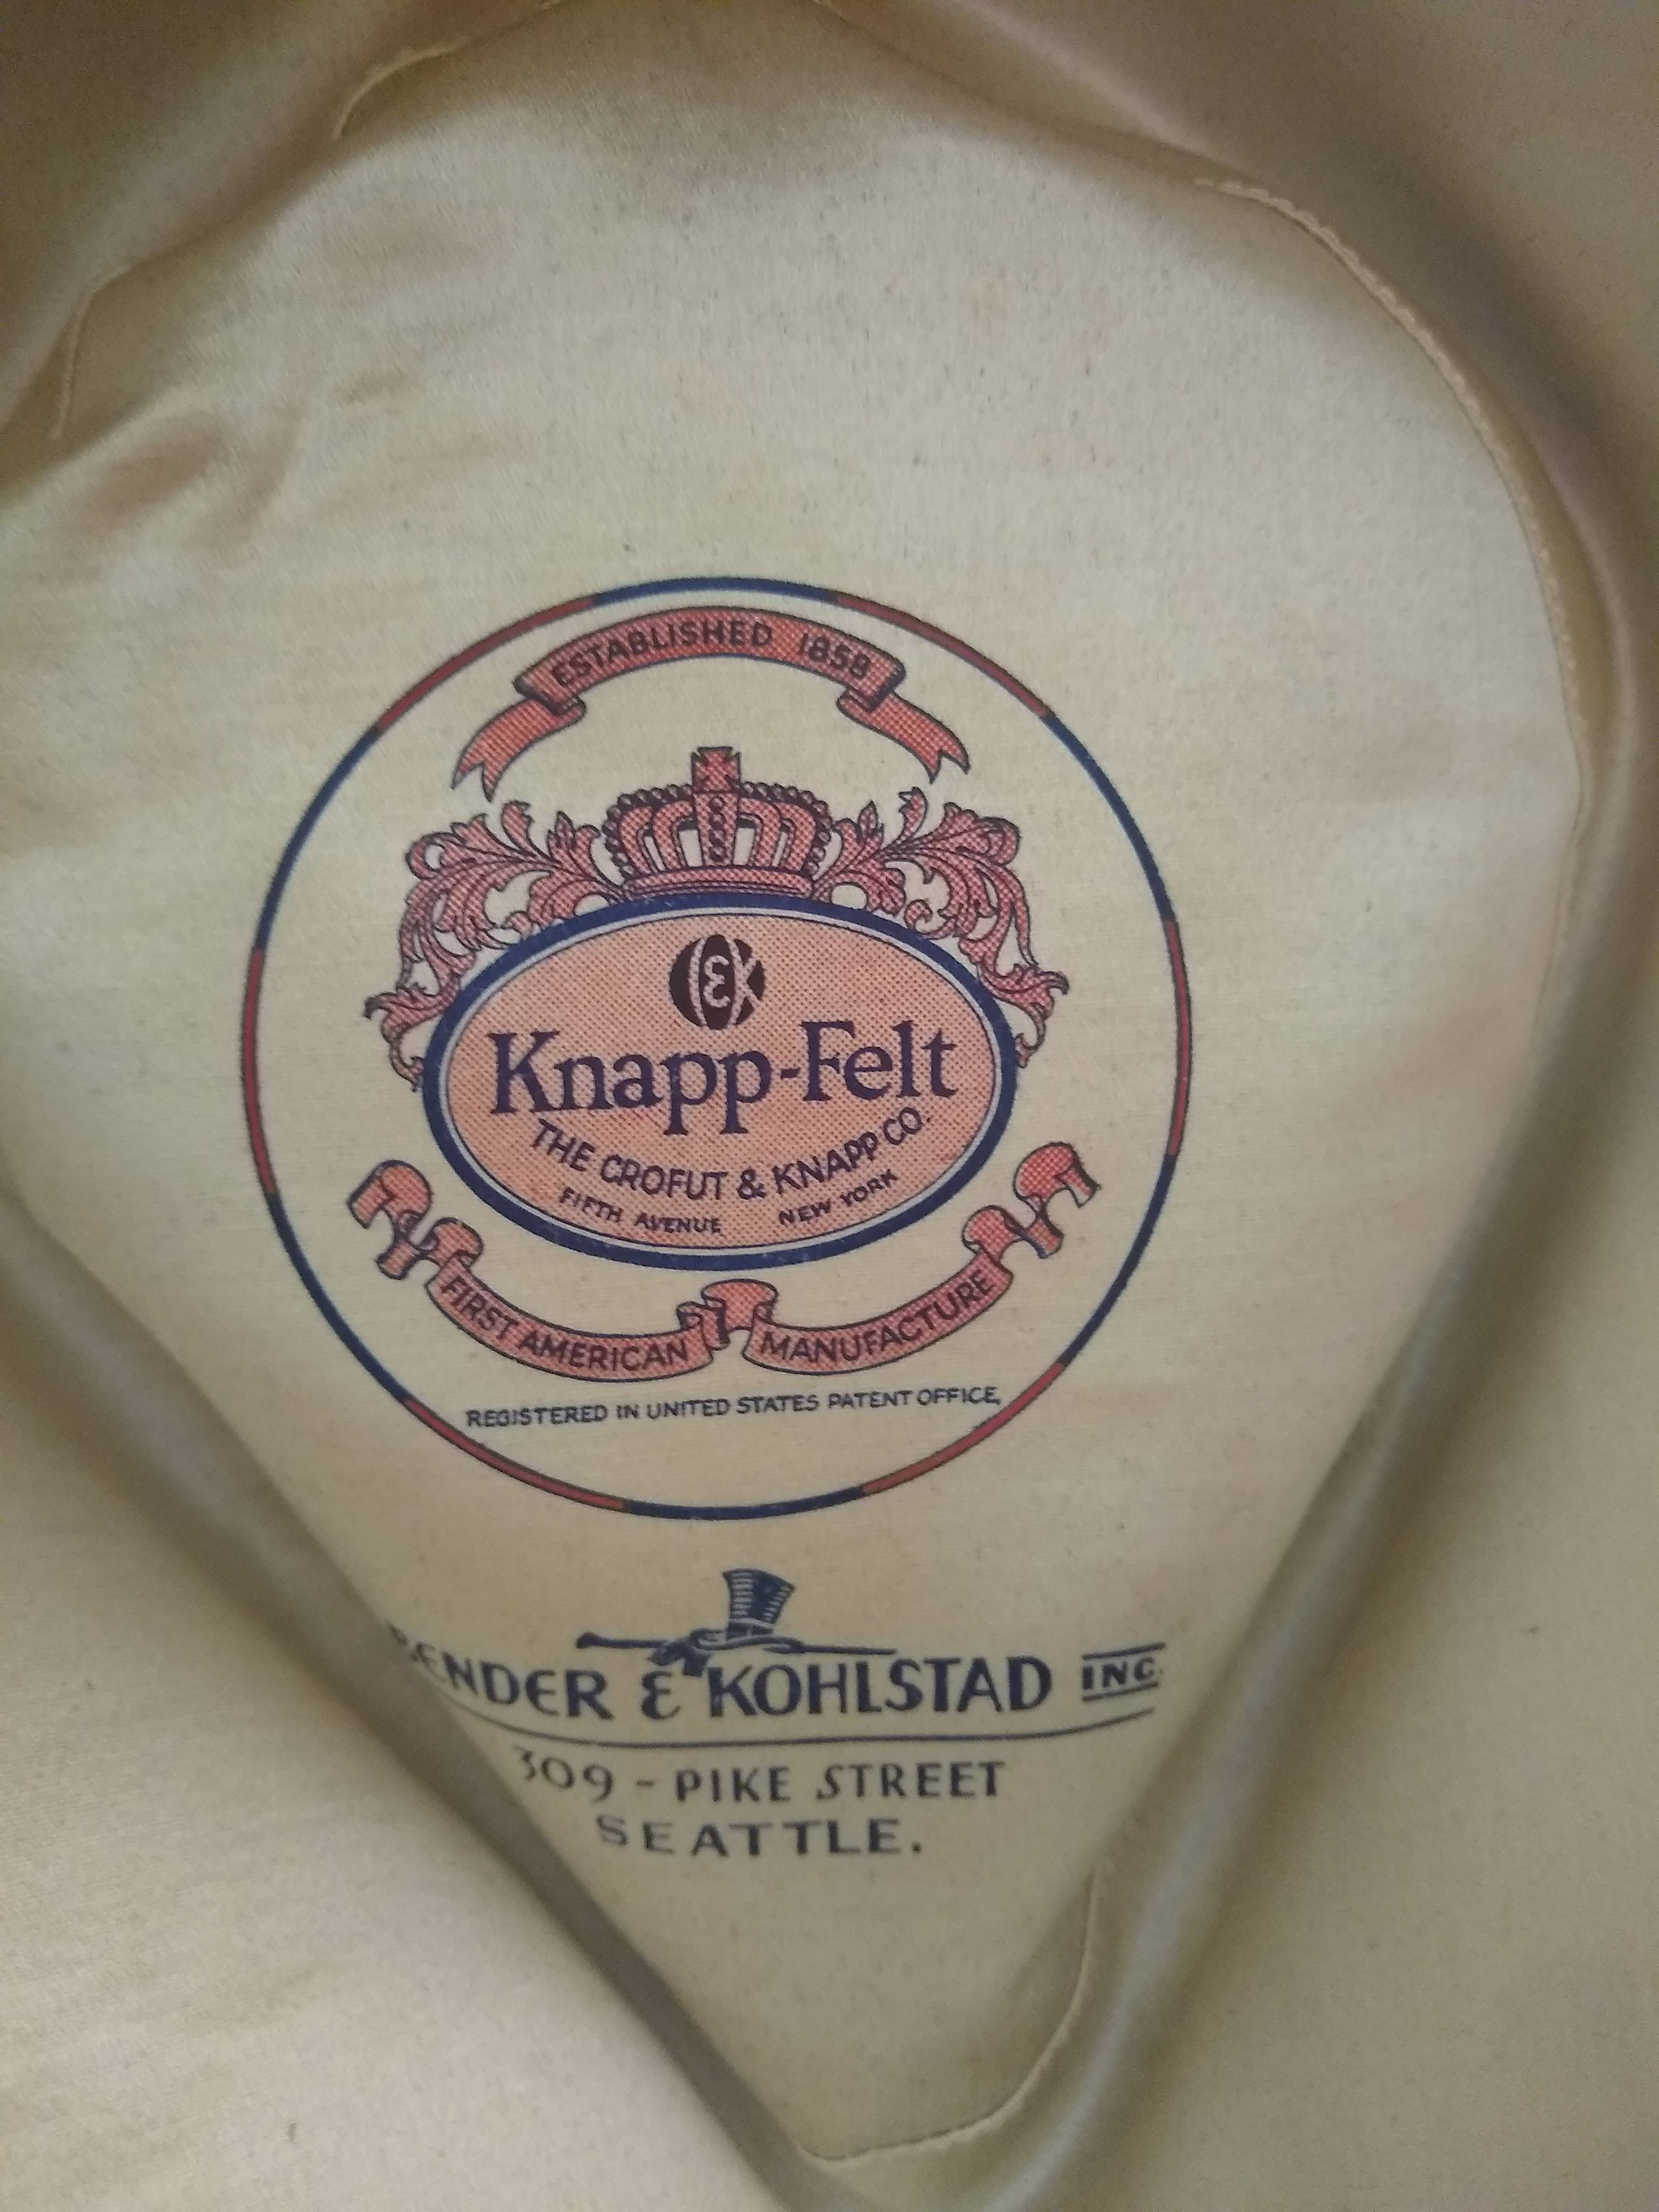 ESTABLISHED 1858
C&K
Knapp-Felt
THE CROFUT & KNAPP CO.
FIFTH AVENUE NEW YORK
FIRST AMERICAN MANUFACTURE
REGISTERED IN UNITED STATES PATENT OFFICE,
BENDER & KOHLSTAD INC.
309 - PIKE STREET
SEATTLE.